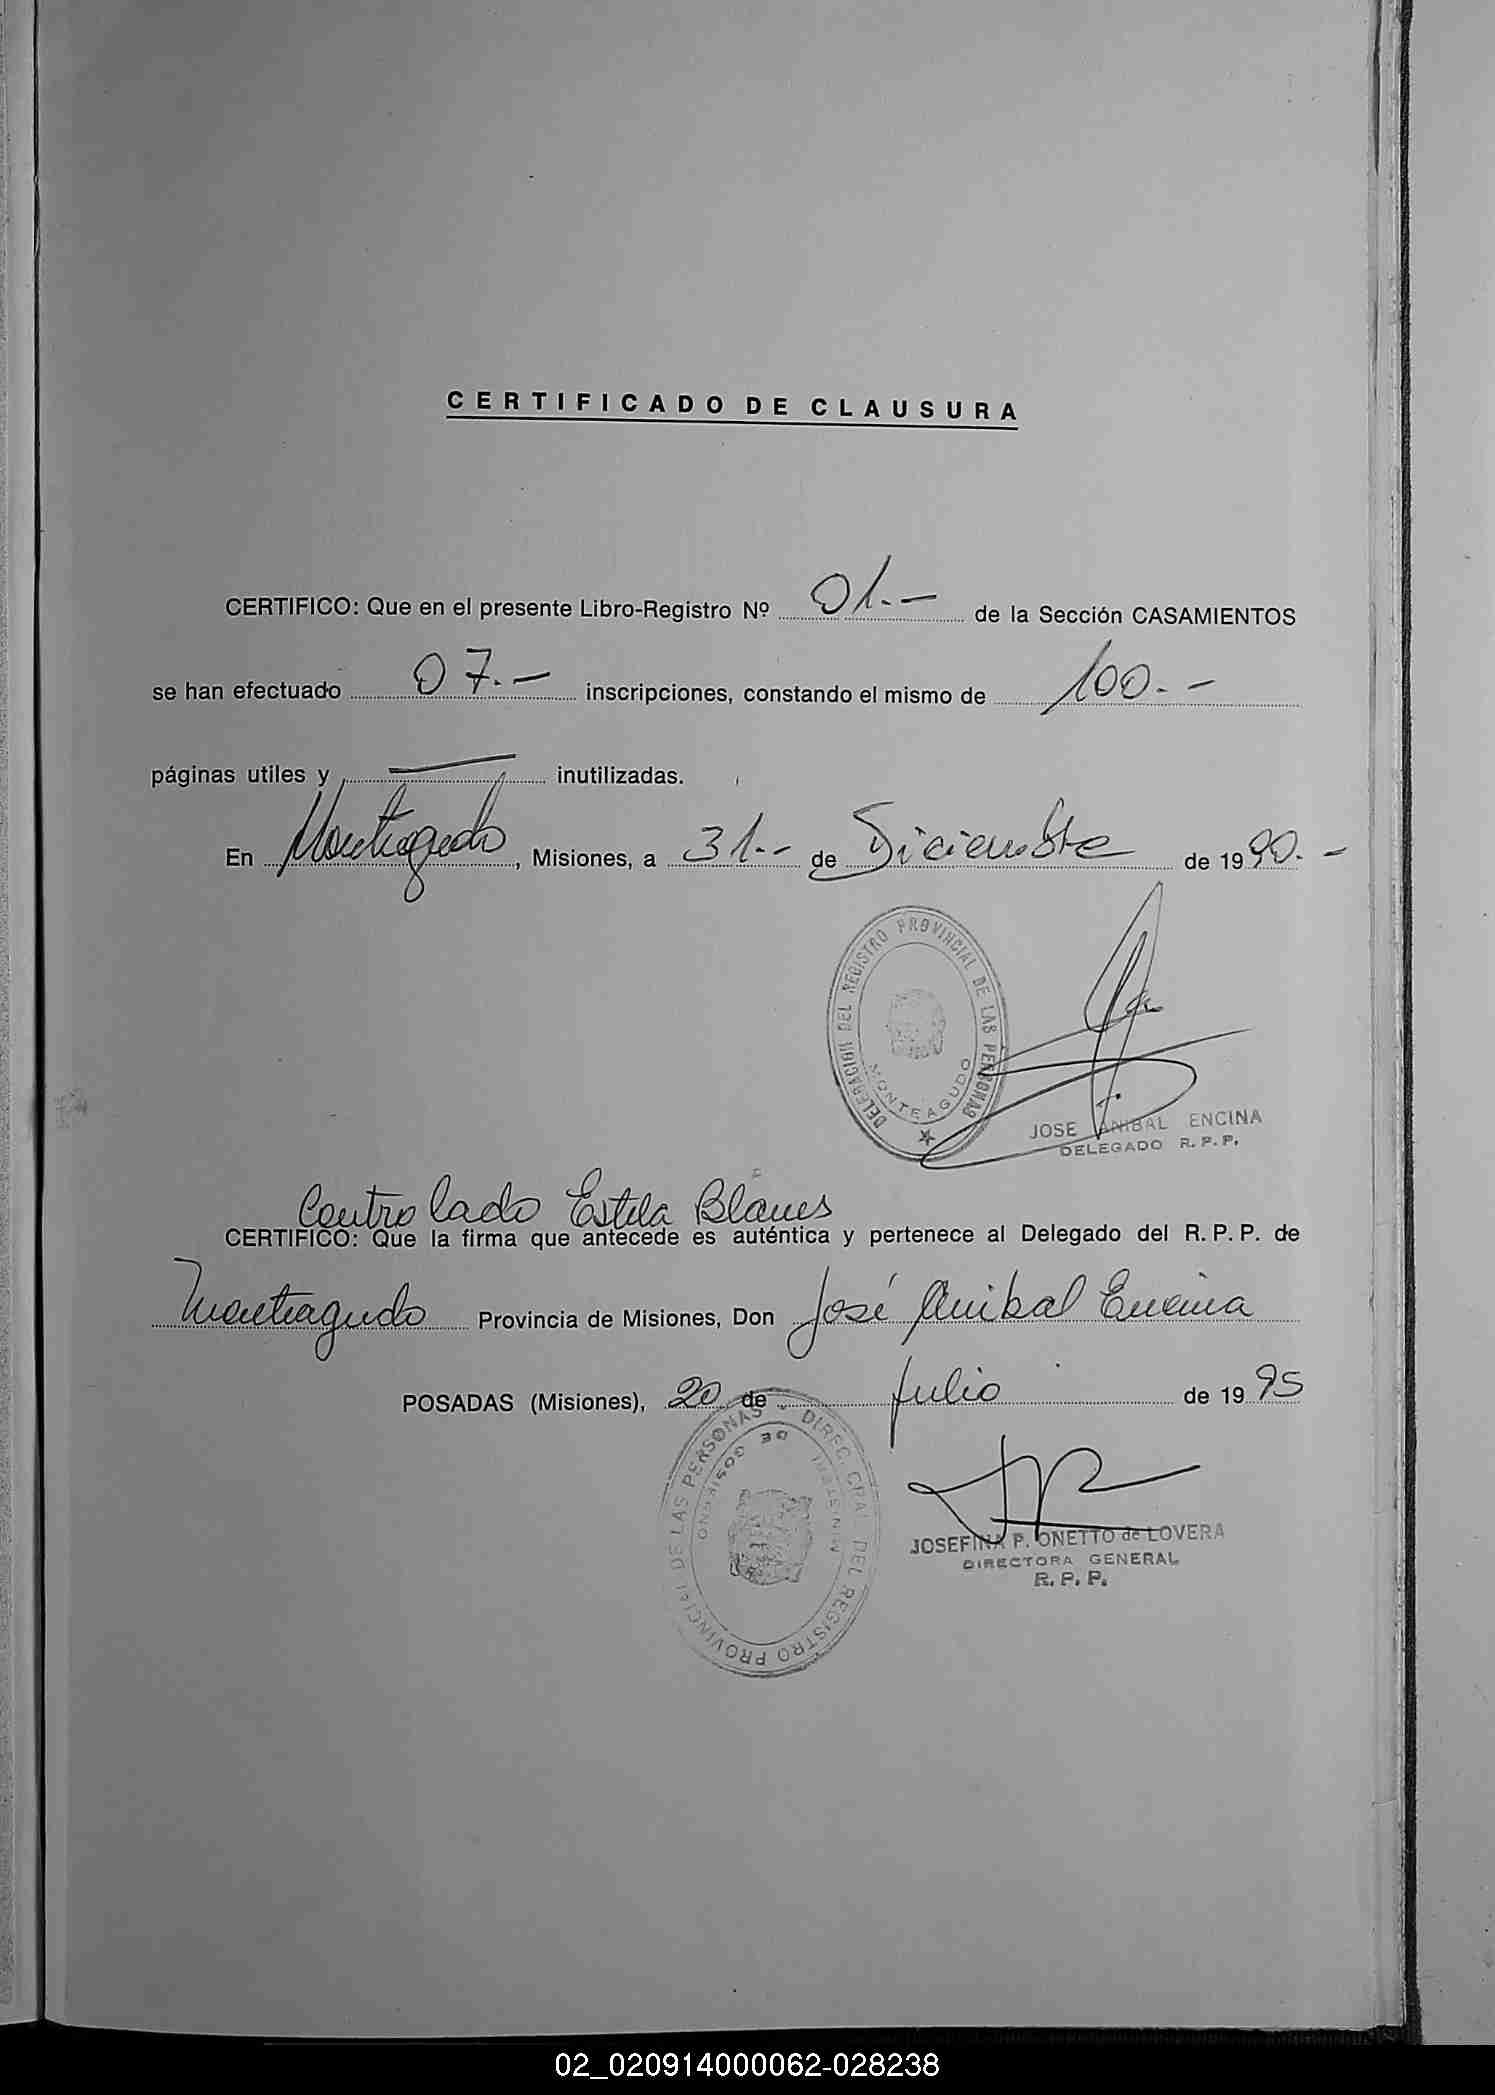 CERTIFICADO DE CLAUSURA
CERTIFICO: Que en el presente Libro-Registro Nº 01.- de la Sección CASAMIENTOS
se han efectuado 07.- inscripciones, constando el mismo de 100.-
páginas utiles y — inutilizadas.
En Monteagudo, Misiones, a 31.- de Diciembre de 1990.-
DELEGACION DEL REGISTRO PROVINCIAL DE LAS PERSONAS
MONTEAGUDO
JOSE ANIBAL ENCINA
DELEGADO R. P. P.
Controlado Estela Blanes
CERTIFICO: Que la firma que antecede es auténtica y pertenece al Delegado del R. P. P. de
Monteagudo Provincia de Misiones, Don José Anibal Encina
POSADAS (Misiones), 20 de Julio de 1995
DIREC. GRAL. DEL REGISTRO PROVINCIAL DE LAS PERSONAS
MINISTERIO DE GOBIERNO
JOSEFINA P. ONETTO de LOVERA
DIRECTORA GENERAL
R. P. P.
02_020914000062-028238